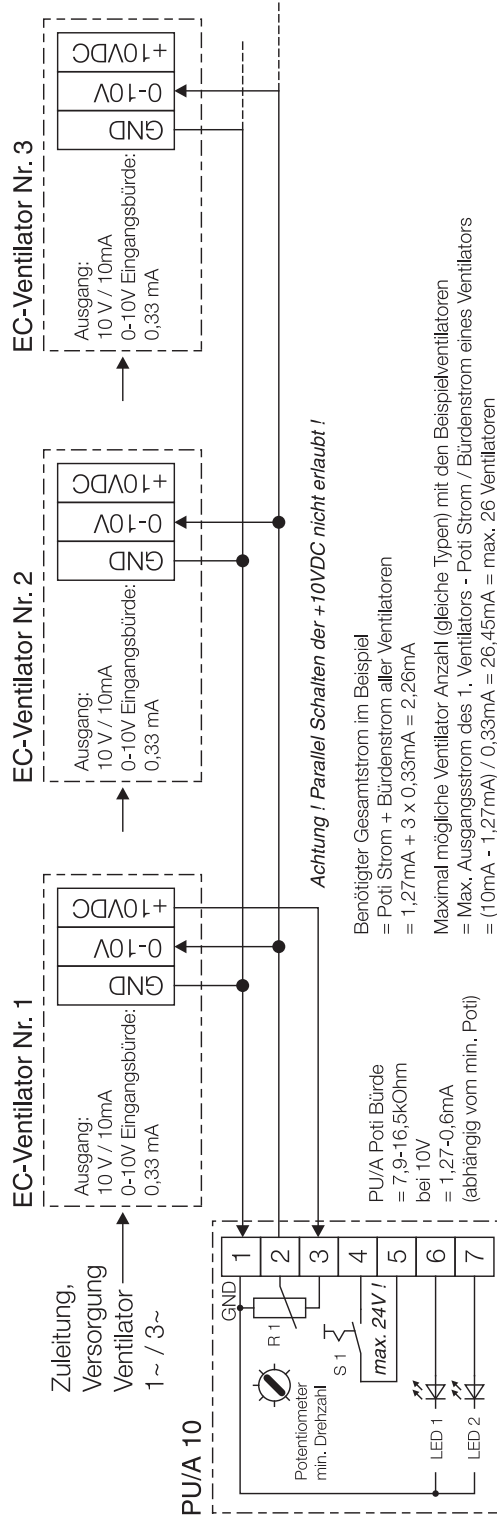 EC-Ventilator Nr. 1
Zuleitung,
Versorgung
Ventilator
1~ / 3~
Ausgang:
10 V / 10mA
0-10V Eingangsbürde:
0,33 mA
GND
0-10V
+10VDC
EC-Ventilator Nr. 2
Ausgang:
10 V / 10mA
0-10V Eingangsbürde:
0,33 mA
GND
0-10V
+10VDC
EC-Ventilator Nr. 3
Ausgang:
10 V / 10mA
0-10V Eingangsbürde:
0,33 mA
GND
0-10V
+10VDC
PU/A 10
Potentiometer
min. Drehzahl
GND
R 1
S 1
max. 24V !
LED 1
LED 2
1
2
3
4
5
6
7
PU/A Poti Bürde
= 7,9-16,5kOhm
bei 10V
= 1,27-0,6mA
(abhängig vom min. Poti)
Achtung ! Parallel Schalten der +10VDC nicht erlaubt !
Benötigter Gesamtstrom im Beispiel
= Poti Strom + Bürdenstrom aller Ventilatoren
= 1,27mA + 3 x 0,33mA = 2,26mA
Maximal mögliche Ventilator Anzahl (gleiche Typen) mit den Beispielventilatoren
= Max. Ausgangsstrom des 1. Ventilators - Poti Strom / Bürdenstrom eines Ventilators
= (10mA - 1,27mA) / 0,33mA = 26,45mA = max. 26 Ventilatoren